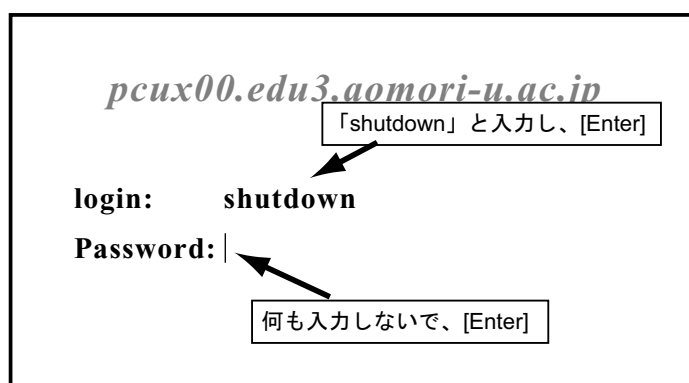 pcux00.edu3.aomori-u.ac.jp
「shutdown」と入力し、[Enter]
login: shutdown
Password:
何も入力しないで、[Enter]